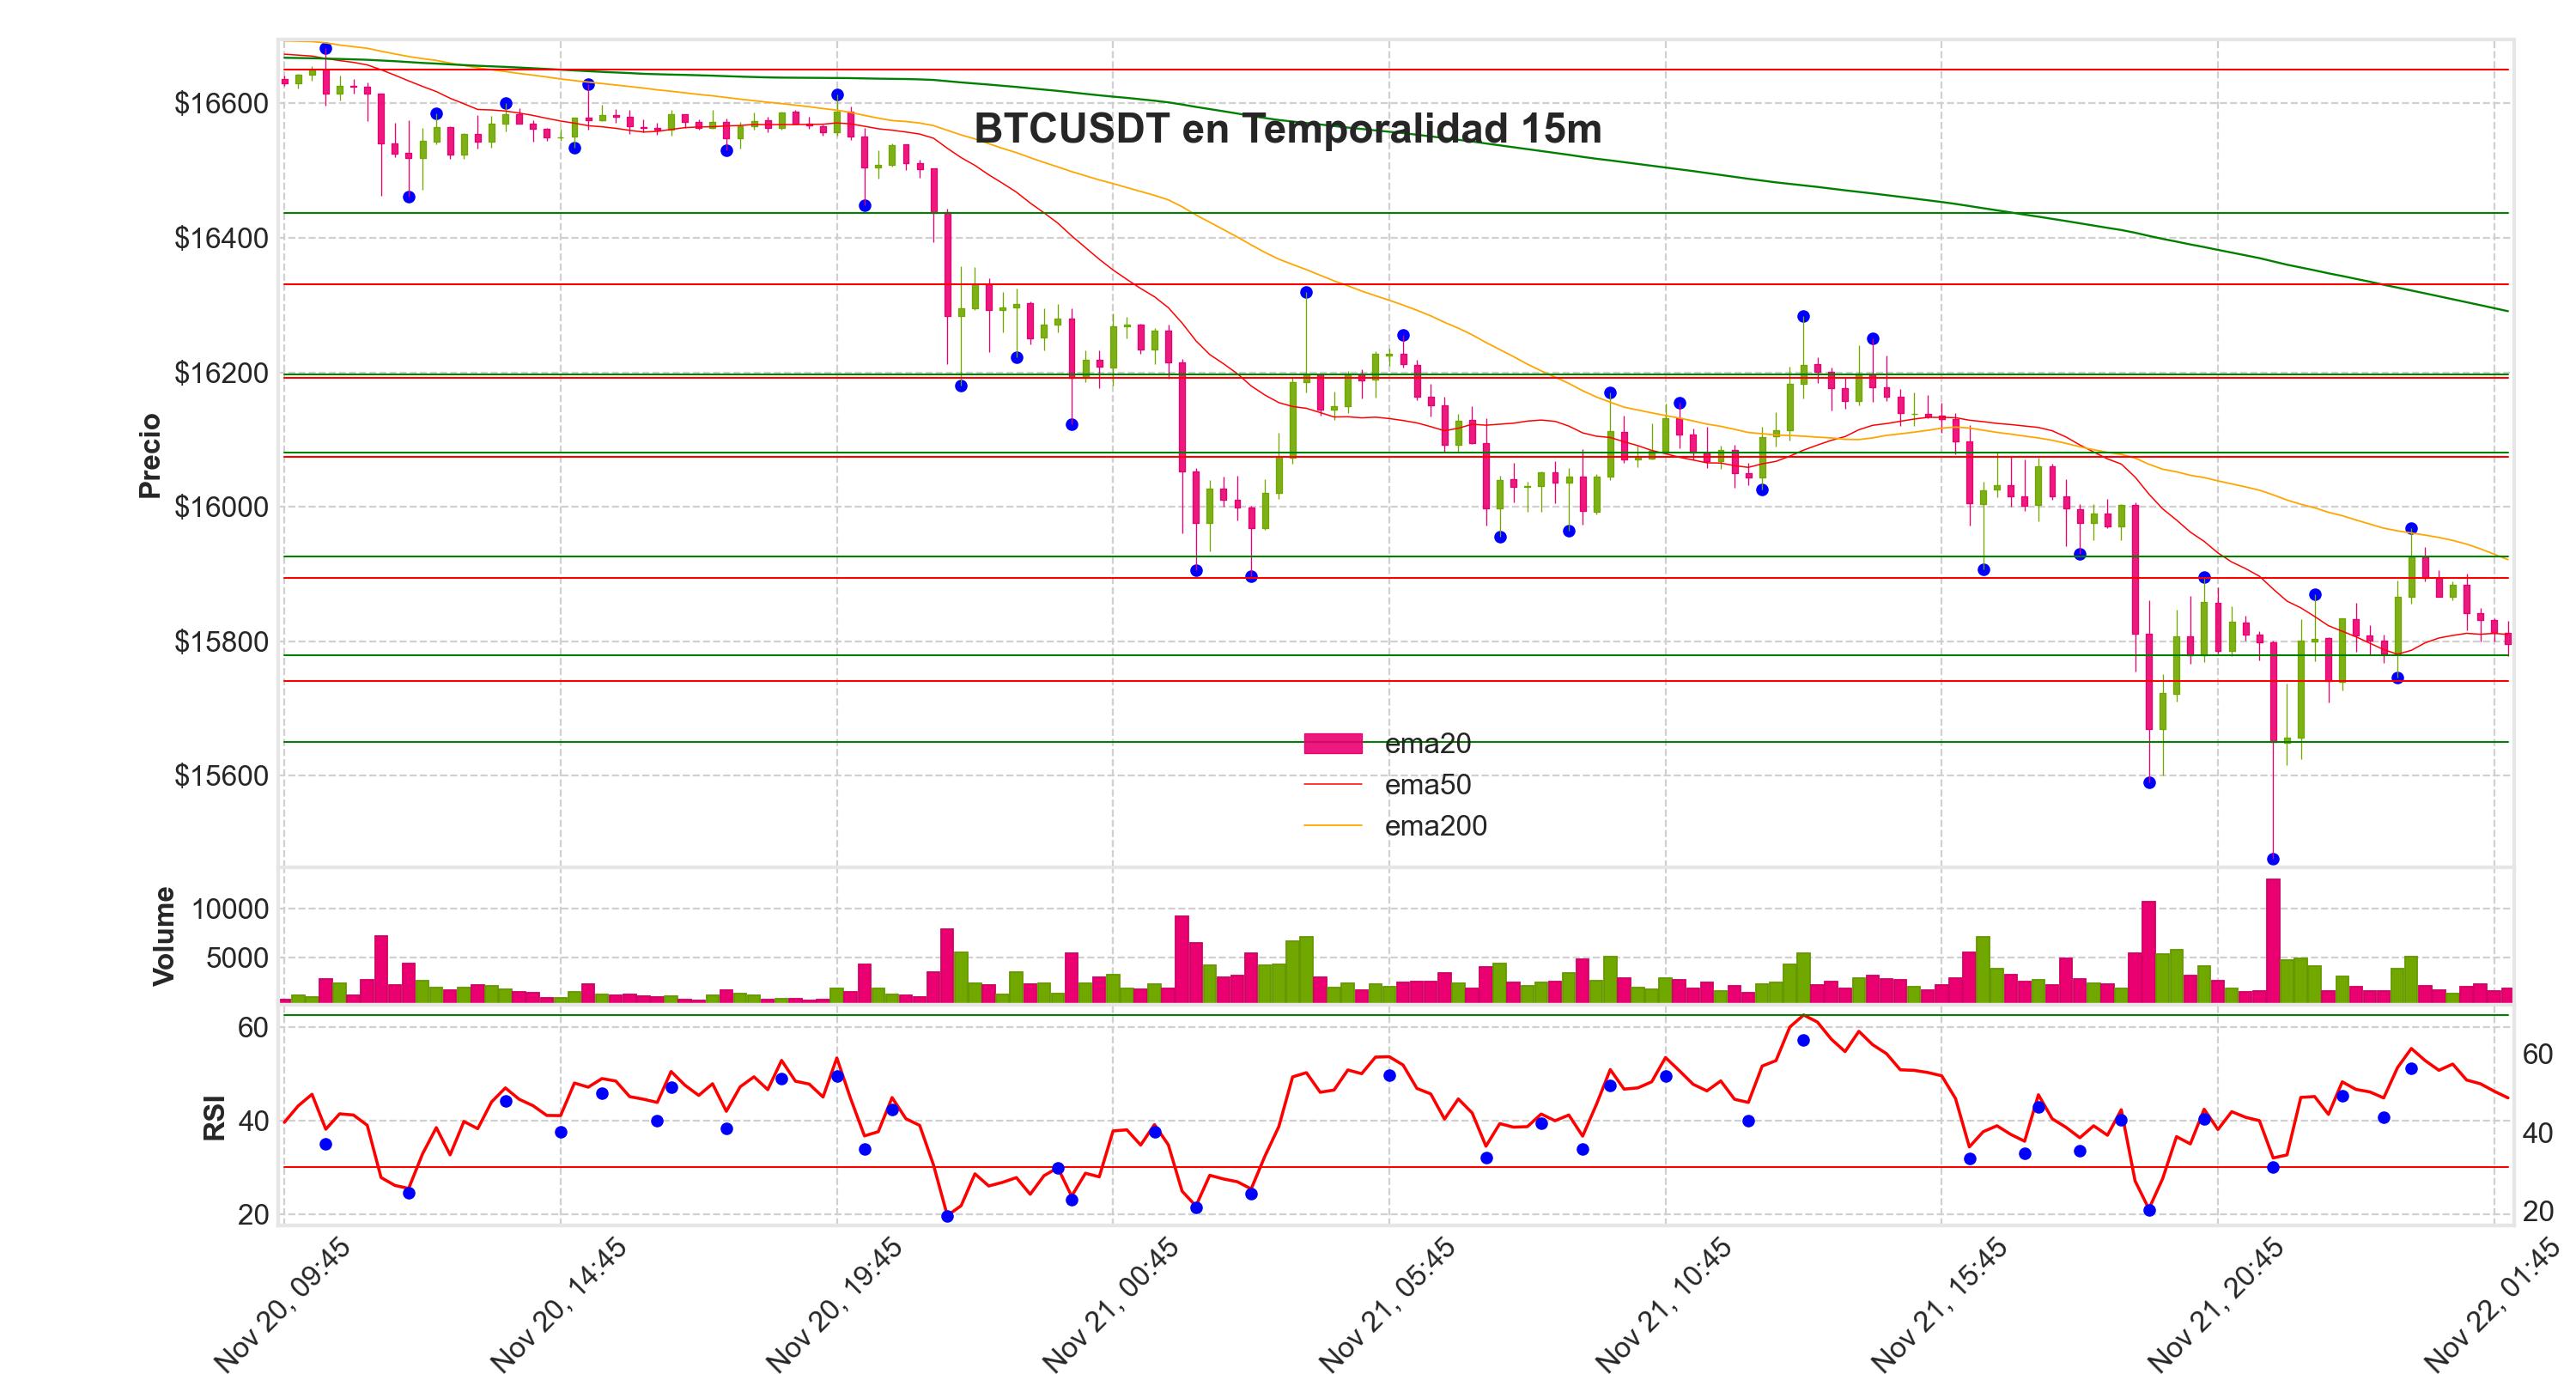 BTCUSDT en Temporalidad 15m
Precio
$16600
$16400
$16200
$16000
$15800
$15600
ema20
ema50
ema200
Volume
10000
5000
RSI
60
40
20
60
40
20
Nov 20, 09:45
Nov 20, 14:45
Nov 20, 19:45
Nov 21, 00:45
Nov 21, 05:45
Nov 21, 10:45
Nov 21, 15:45
Nov 21, 20:45
Nov 22, 01:45